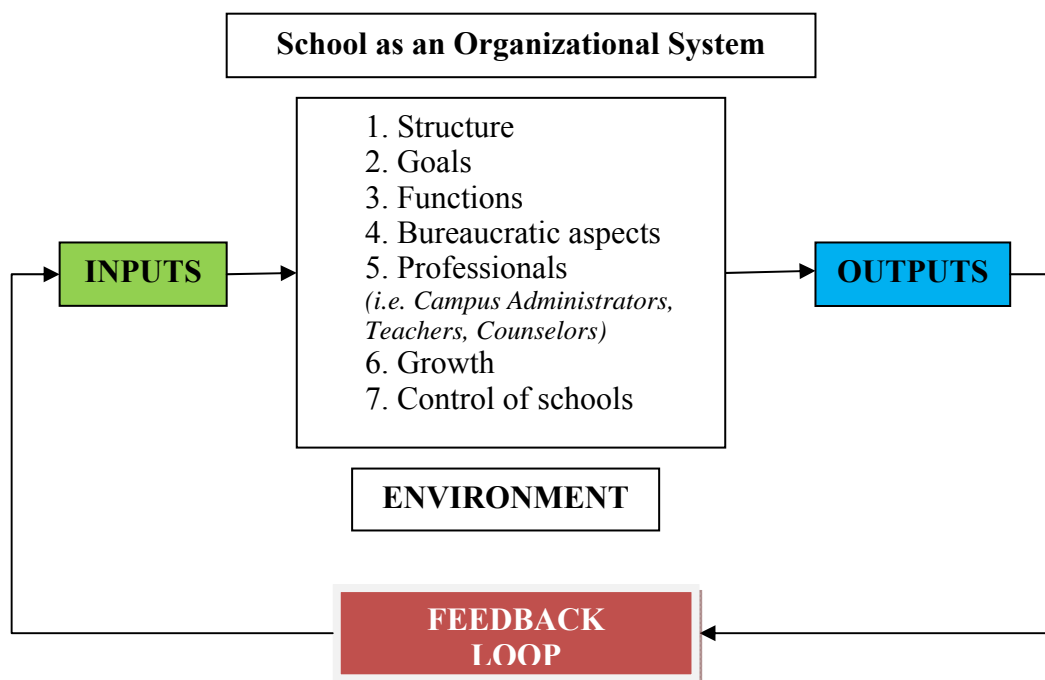 School as an Organizational System
1. Structure
2. Goals
3. Functions
4. Bureaucratic aspects
5. Professionals
(i.e. Campus Administrators,
Teachers, Counselors)
6. Growth
7. Control of schools
INPUTS
OUTPUTS
ENVIRONMENT
FEEDBACK
LOOP